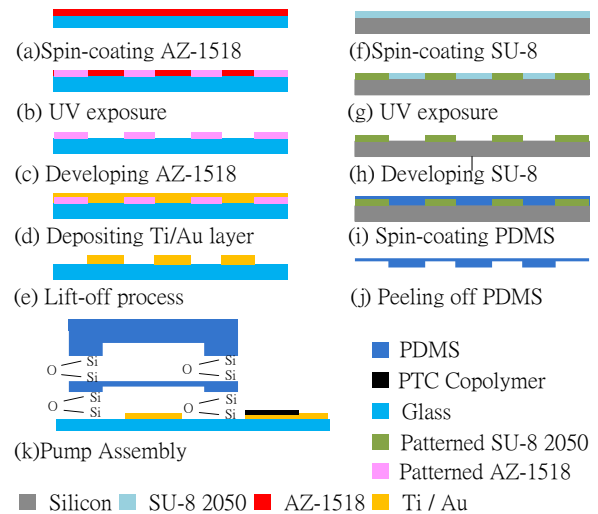 (a)Spin-coating AZ-1518
(b) UV exposure
(c) Developing AZ-1518
(d) Depositing Ti/Au layer
(e) Lift-off process
(f)Spin-coating SU-8
(g) UV exposure
(h) Developing SU-8
(i) Spin-coating PDMS
(j) Peeling off PDMS
Si Si
O O
Si Si
Si Si
O O
Si Si
(k)Pump Assembly
PDMS
PTC Copolymer
Glass
Patterned SU-8 2050
Patterned AZ-1518
Silicon SU-8 2050 AZ-1518 Ti / Au